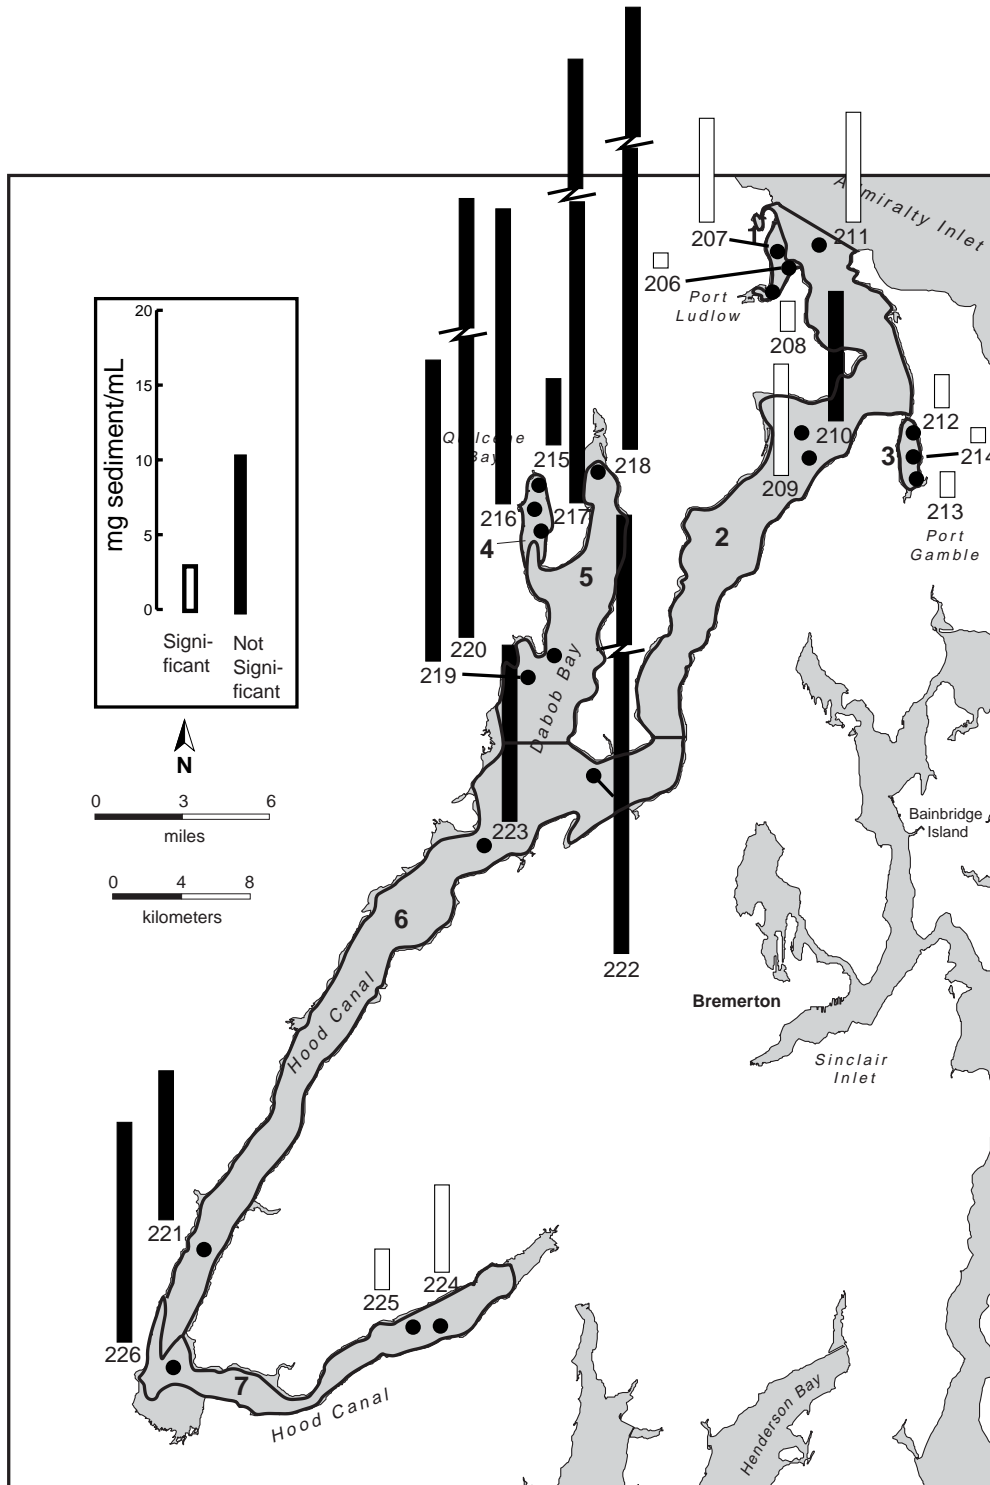 Admiralty Inlet
207
211
206
Port
Ludlow
208
20
15
10
5
0
mg sediment/mL
Signi-
ficant
Not
Signi-
ficant
N
0 3 6
miles
0 4 8
kilometers
Quilcene
Bay
215
218
216
217
4
5
210
209
2
212
3
214
213
Port
Gamble
220
219
Dabob Bay
223
222
6
Hood Canal
Bainbridge
Island
Bremerton
Sinclair
Inlet
221
226
225
224
7
Hood Canal
Henderson Bay